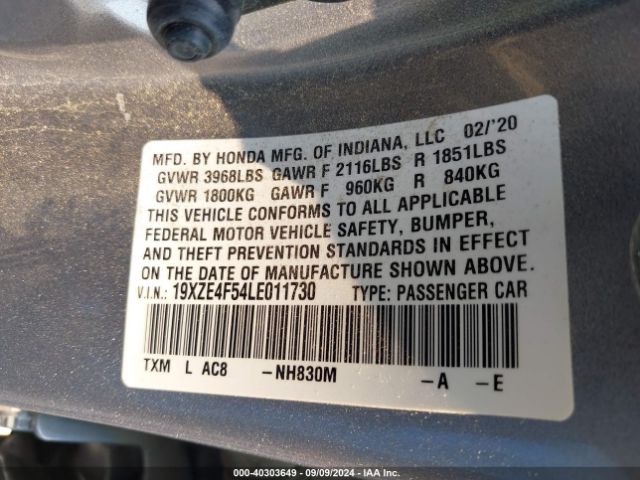 MFD. BY HONDA MFG. OF INDIANA, LLC 02/'20
GVWR 3968LBS GAWR F 2116LBS R 1851LBS
GVWR 1800KG GAWR F 960KG R 840KG
THIS VEHICLE CONFORMS TO ALL APPLICABLE
FEDERAL MOTOR VEHICLE SAFETY, BUMPER,
AND THEFT PREVENTION STANDARDS IN EFFECT
ON THE DATE OF MANUFACTURE SHOWN ABOVE.
V.I.N.: 19XZE4F54LE011730 TYPE: PASSENGER CAR
TXM L AC8 -NH830M -A -E
000-40303649 - 09/09/2024 - IAA Inc.